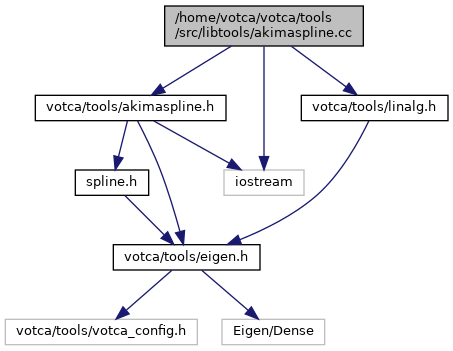 /home/votca/votca/tools
/src/libtools/akimaspline.cc
votca/tools/akimaspline.h
votca/tools/linalg.h
spline.h
iostream
votca/tools/eigen.h
votca/tools/votca_config.h
Eigen/Dense